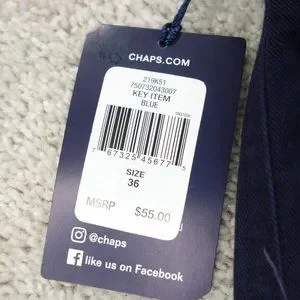 CHAPS.COM
219K51
750732043007
KEY ITEM
BLUE
7 67325 45677 5
SIZE
36
MSRP $55.00
@chaps
f like us on Facebook